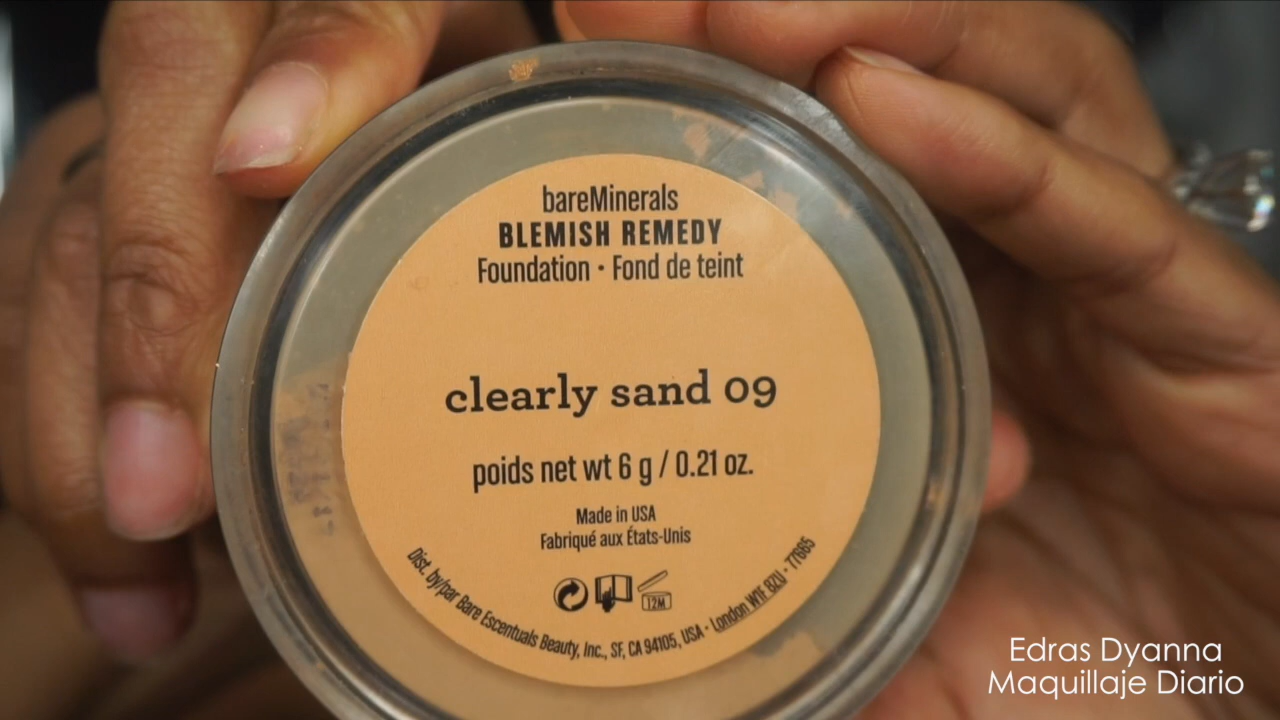 bareMinerals
BLEMISH REMEDY
Foundation • Fond de teint
clearly sand 09
poids net wt 6 g / 0.21 oz.
Made in USA
Fabriqué aux États-Unis
12M
Dist. by/par Bare Escentuals Beauty, Inc., SF, CA 94105, USA • London W1F 8ZU • 77665
Edras Dyanna
Maquillaje Diario